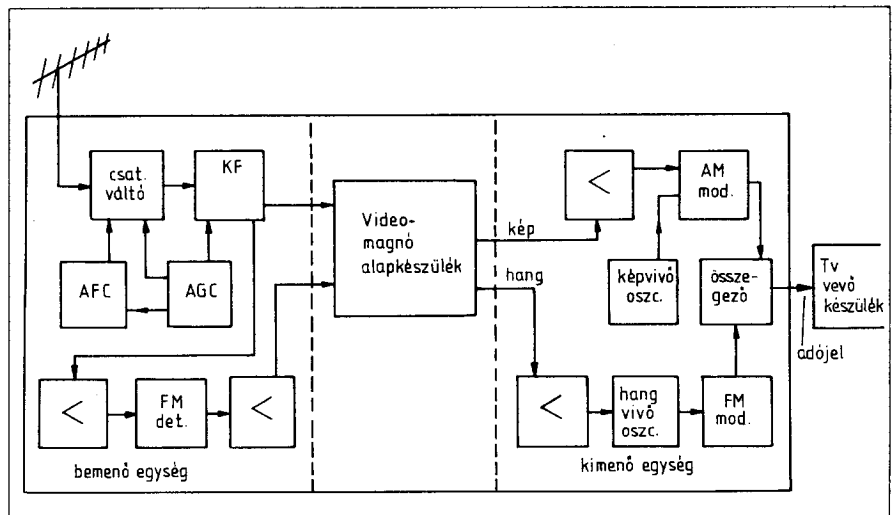 csat.
váltó
KF
AFC
AGC
<
FM
det.
<
bemenő egység
Video-
magnó
alapkészülék
kép
hang
<
AM
mod.
képvivő
oszc.
össze-
gező
<
hang
vivő
oszc.
FM
mod.
kimenő egység
Tv
vevő
készülék
adójel